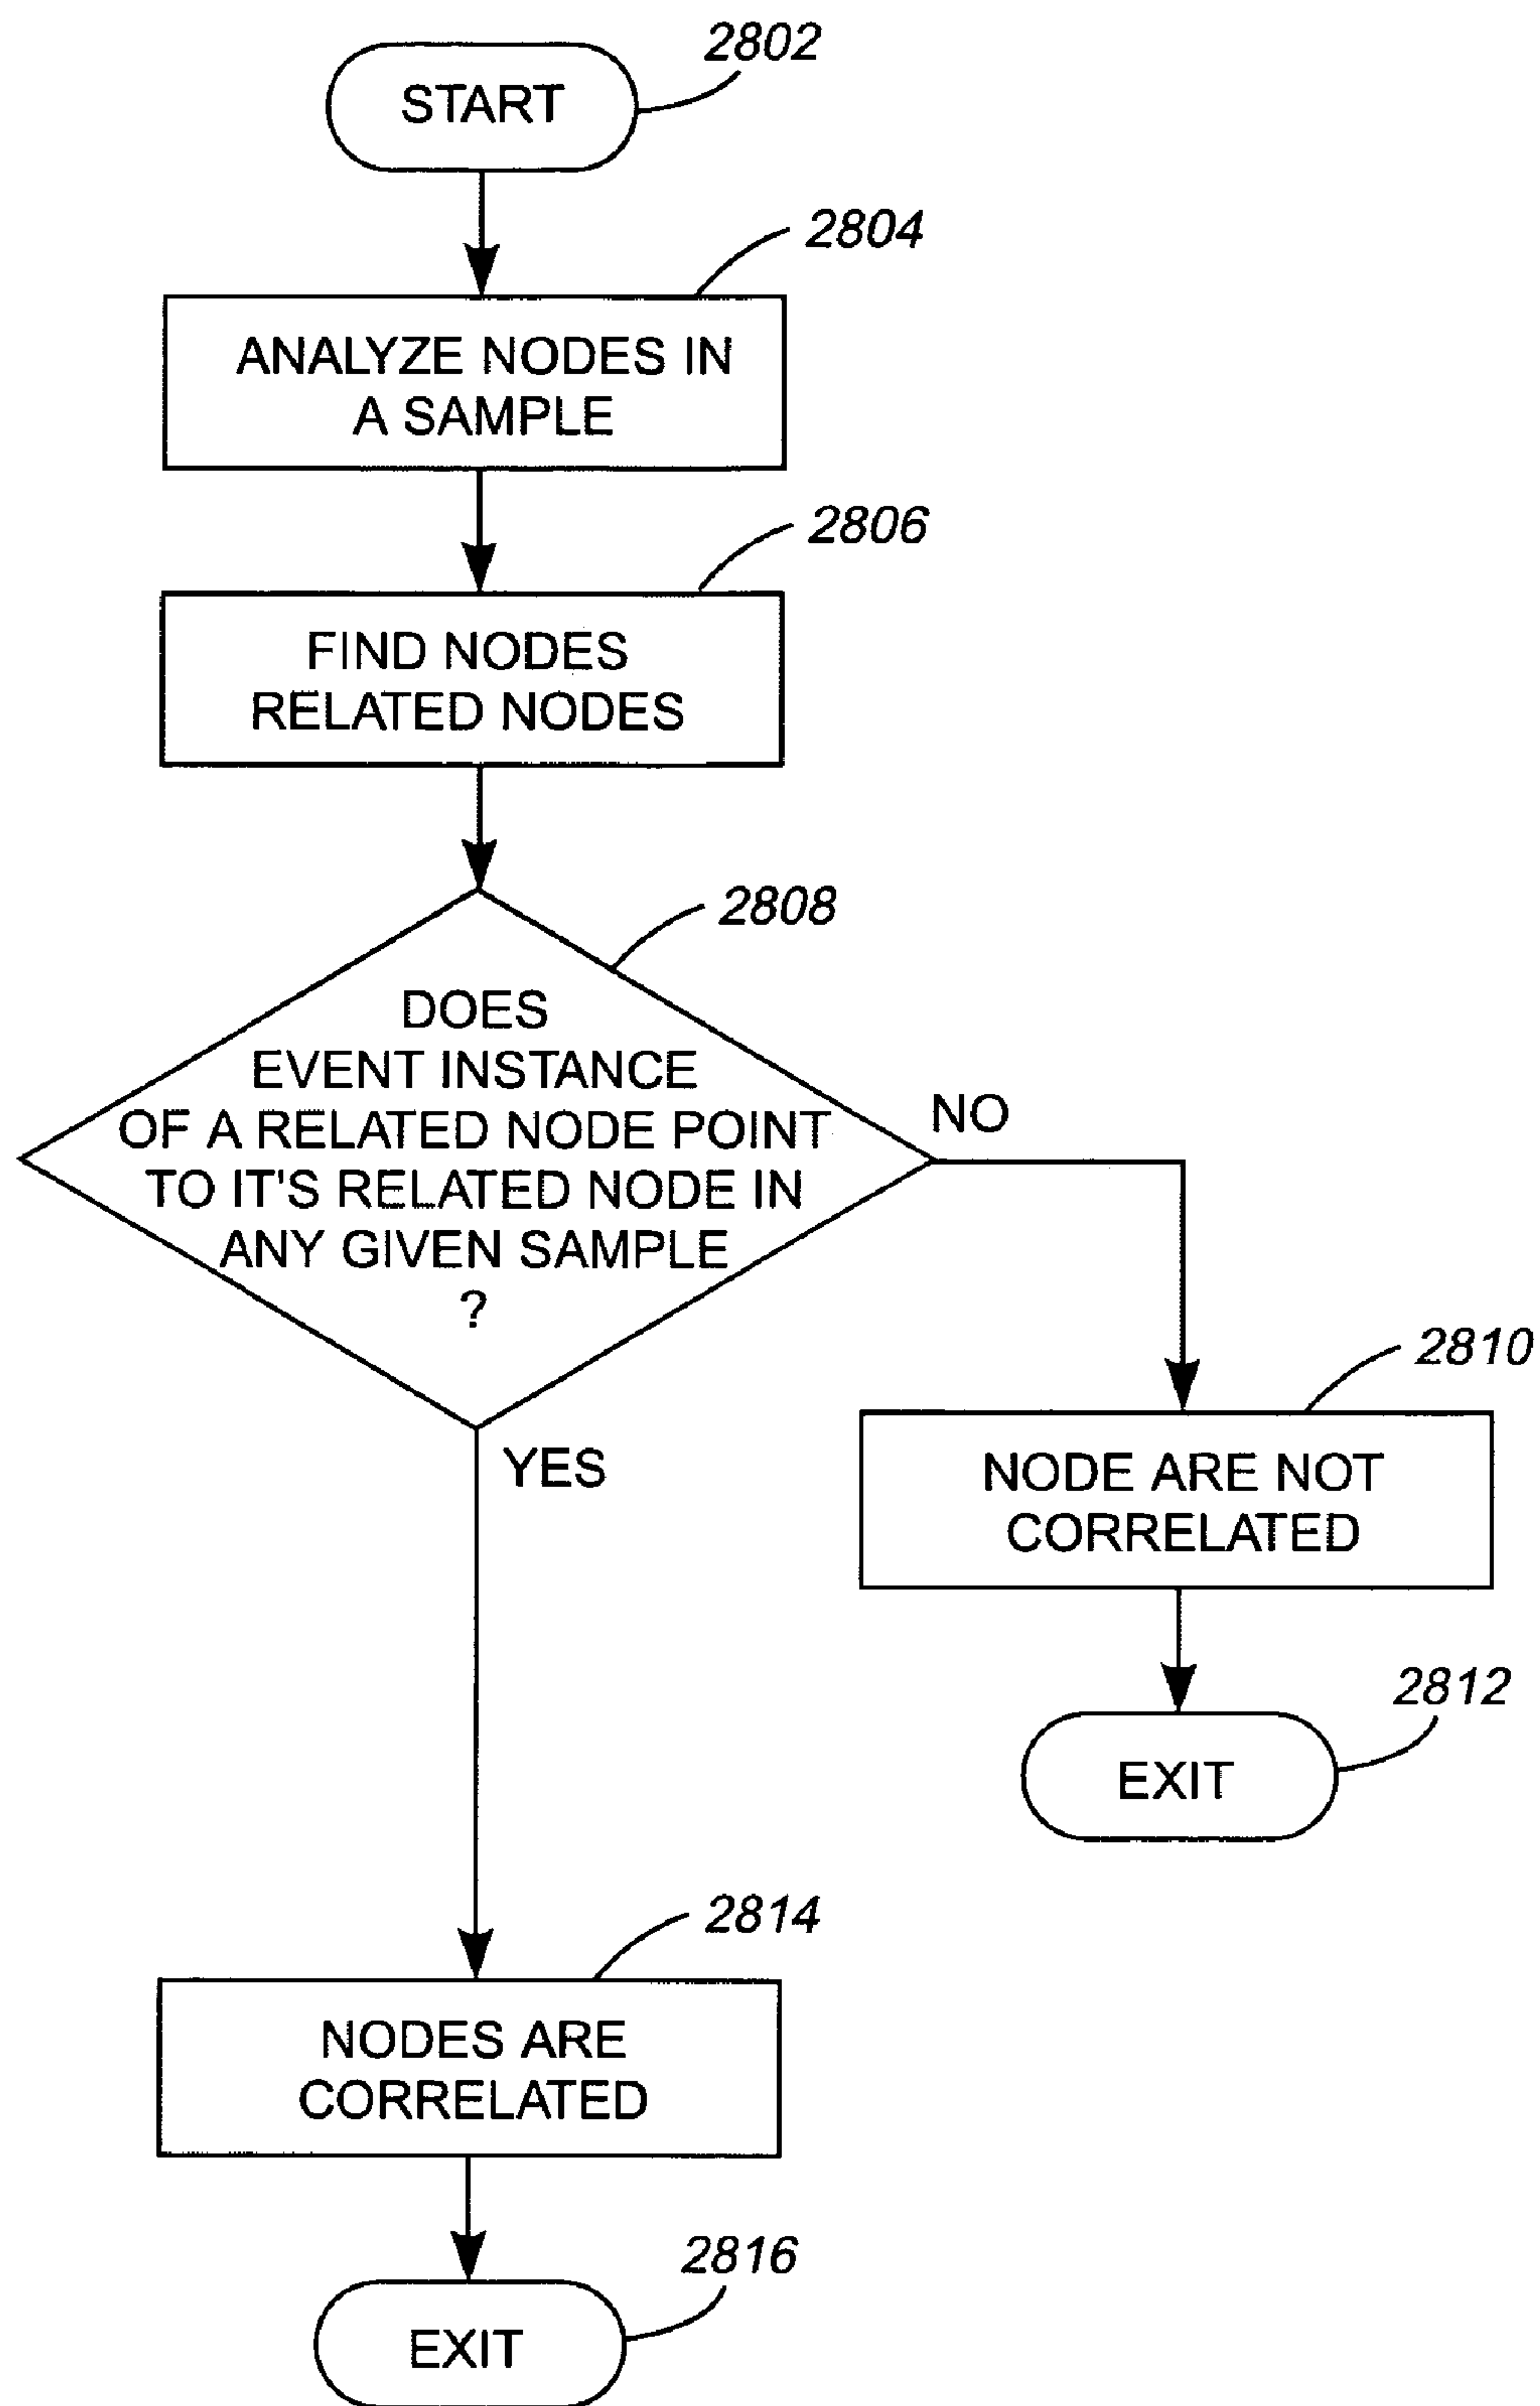 2802
START
2804
ANALYZE NODES IN
A SAMPLE
2806
FIND NODES
RELATED NODES
2808
DOES
EVENT INSTANCE
OF A RELATED NODE POINT
TO IT'S RELATED NODE IN
ANY GIVEN SAMPLE
?
NO
YES
2810
NODE ARE NOT
CORRELATED
2812
EXIT
2814
NODES ARE
CORRELATED
2816
EXIT